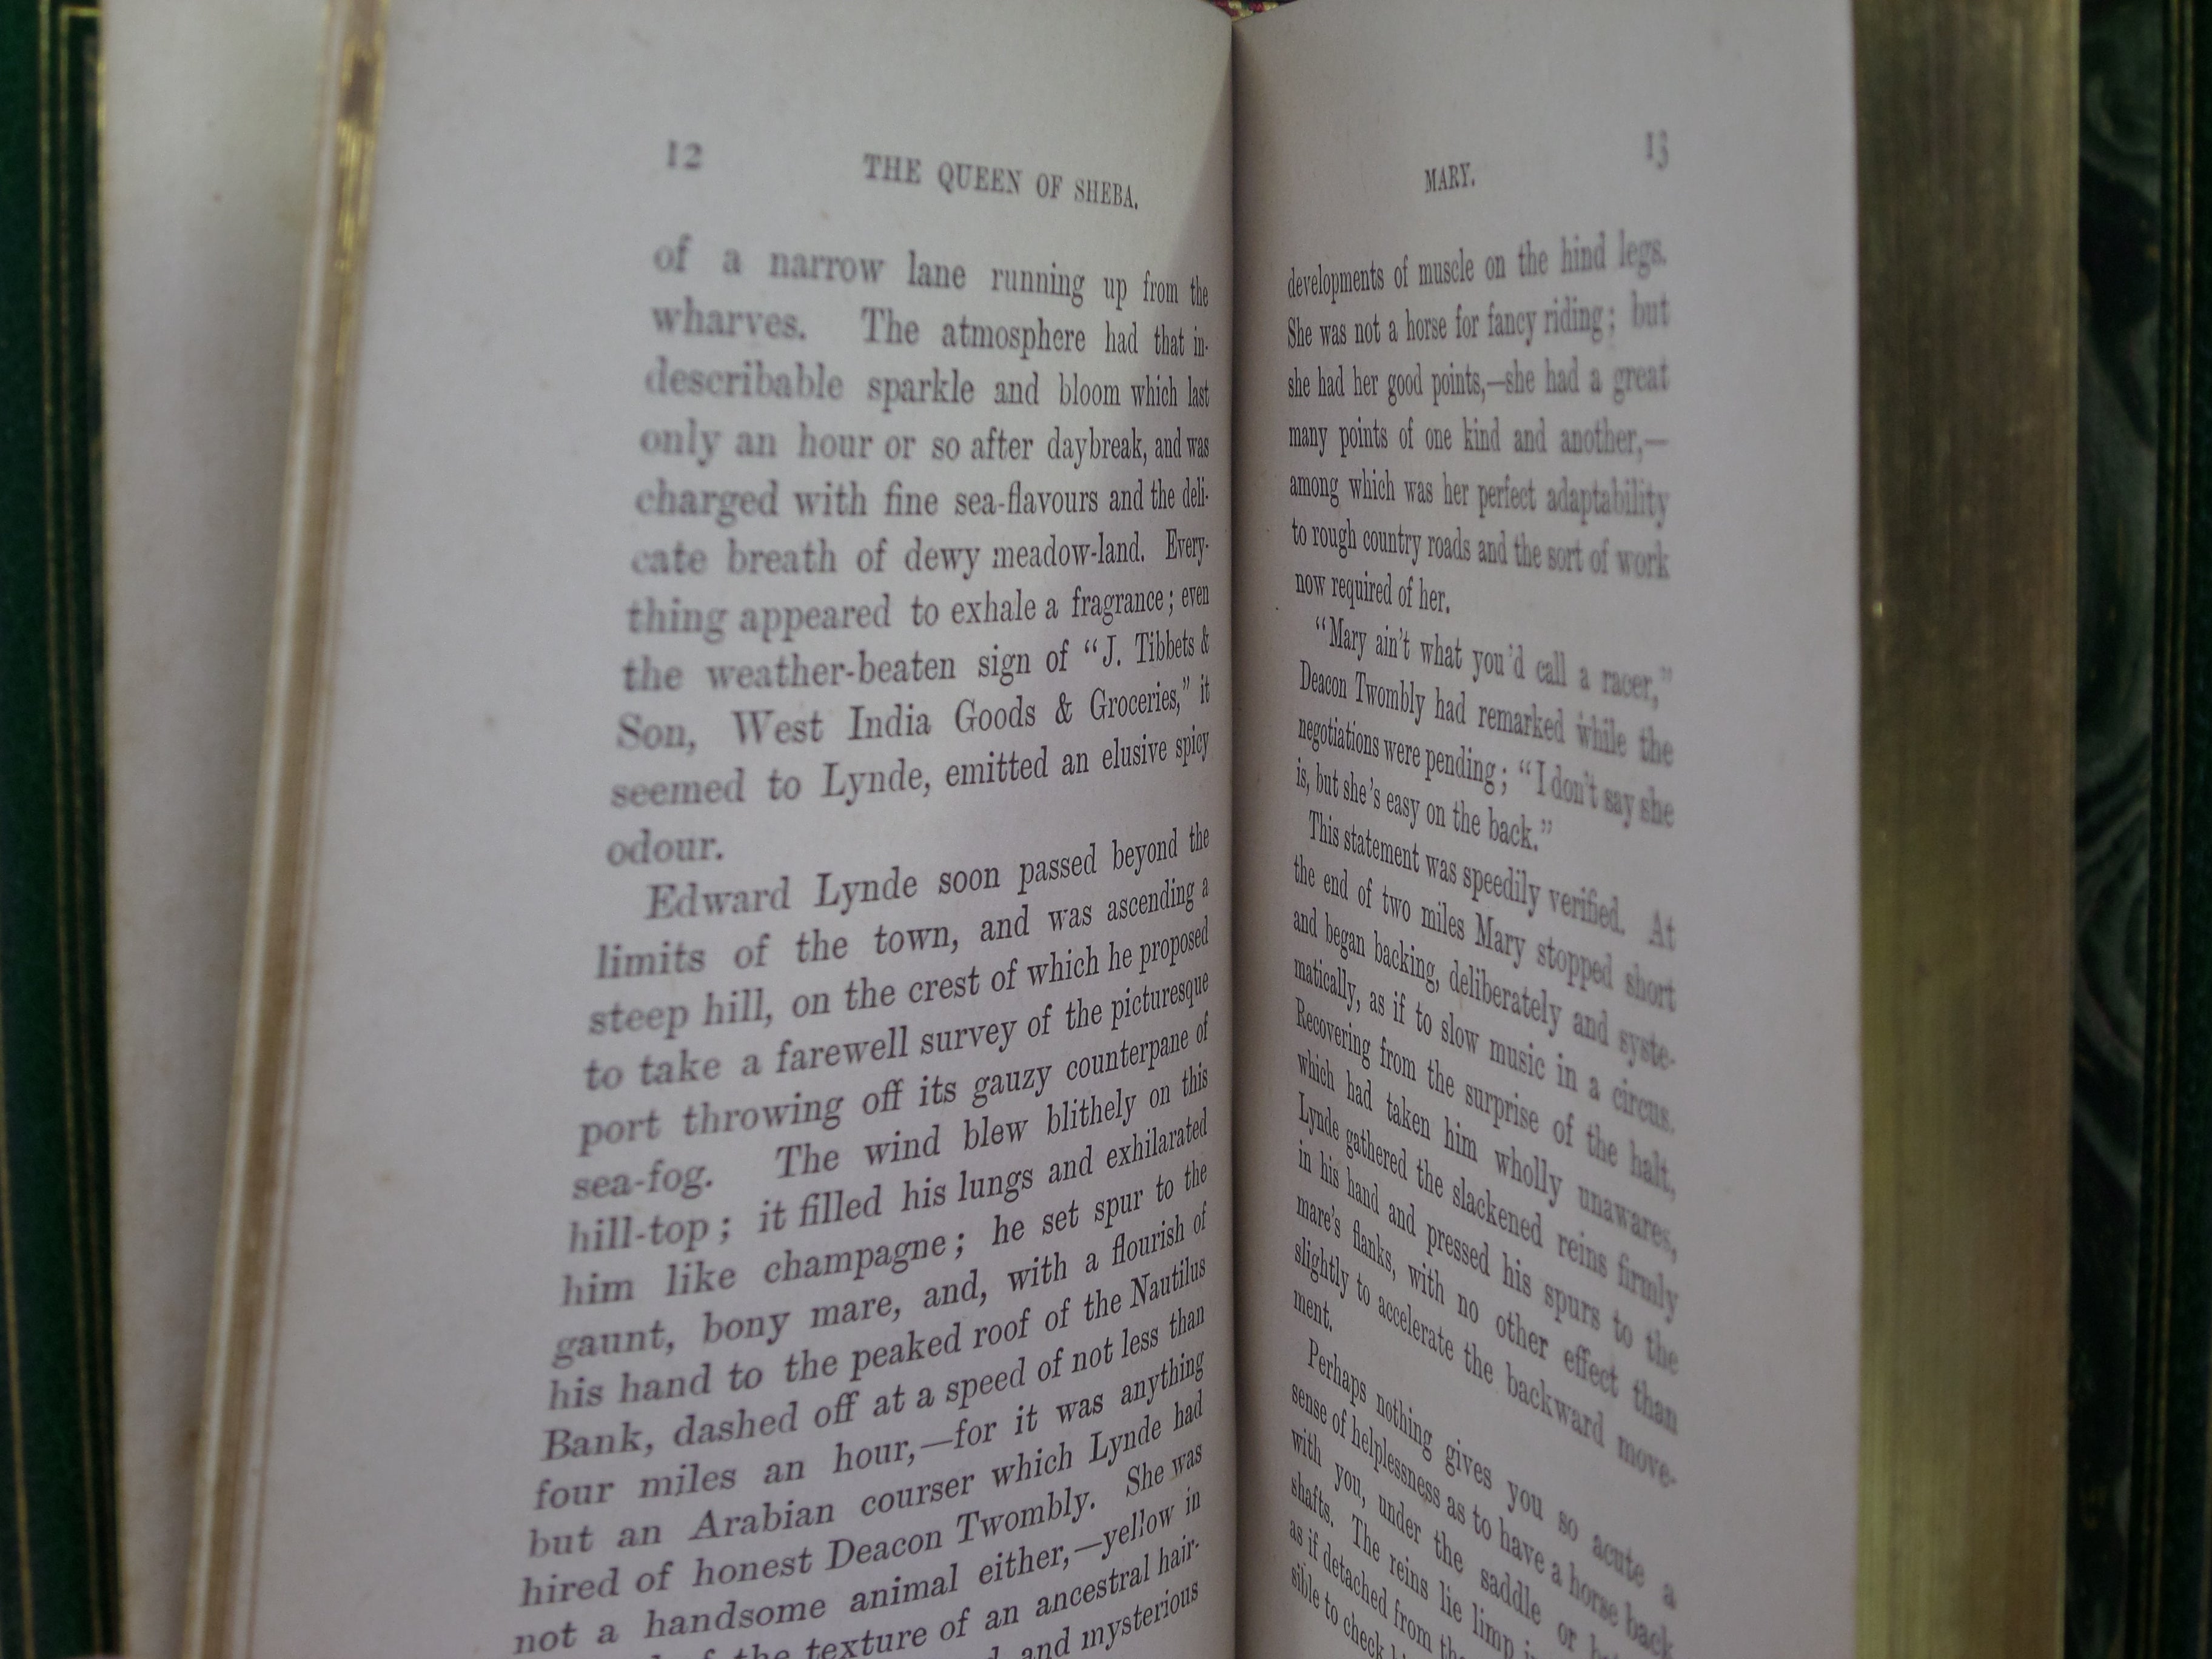 12 THE QUEEN OF SHEBA.
of a narrow lane running up from the
wharves. The atmosphere had that in-
describable sparkle and bloom which last
only an hour or so after daybreak, and was
charged with fine sea-flavours and the deli-
cate breath of dewy meadow-land. Every-
thing appeared to exhale a fragrance; even
the weather-beaten sign of “J. Tibbets &
Son, West India Goods & Groceries,” it
seemed to Lynde, emitted an elusive spicy
odour.
Edward Lynde soon passed beyond the
limits of the town, and was ascending a
steep hill, on the crest of which he proposed
to take a farewell survey of the picturesque
port throwing off its gauzy counterpane of
sea-fog. The wind blew blithely on this
hill-top; it filled his lungs and exhilarated
him like champagne; he set spur to the
gaunt, bony mare, and, with a flourish of
his hand to the peaked roof of the Nautilus
Bank, dashed off at a speed of not less than
four miles an hour,—for it was anything
but an Arabian courser which Lynde had
hired of honest Deacon Twombly. She was
not a handsome animal either,—yellow in
the texture of an ancestral hair-
and mysterious
MARY. 13
developments of muscle on the hind legs.
She was not a horse for fancy riding; but
she had her good points,—she had a great
many points of one kind and another,—
among which was her perfect adaptability
to rough country roads and the sort of work
now required of her.
“Mary ain’t what you’d call a racer,”
Deacon Twombly had remarked while the
negotiations were pending; “I don’t say she
is, but she’s easy on the back.”
This statement was speedily verified. At
the end of two miles Mary stopped short
and began backing, deliberately and syste-
matically, as if to slow music in a circus.
Recovering from the surprise of the halt,
which had taken him wholly unawares,
Lynde gathered the slackened reins firmly
in his hand and pressed his spurs to the
mare’s flanks, with no other effect than
slightly to accelerate the backward move-
ment.
Perhaps nothing gives you so acute a
sense of helplessness as to have a horse back
with you, under the saddle or
shafts. The reins lie limp
as if detached from
sible to check